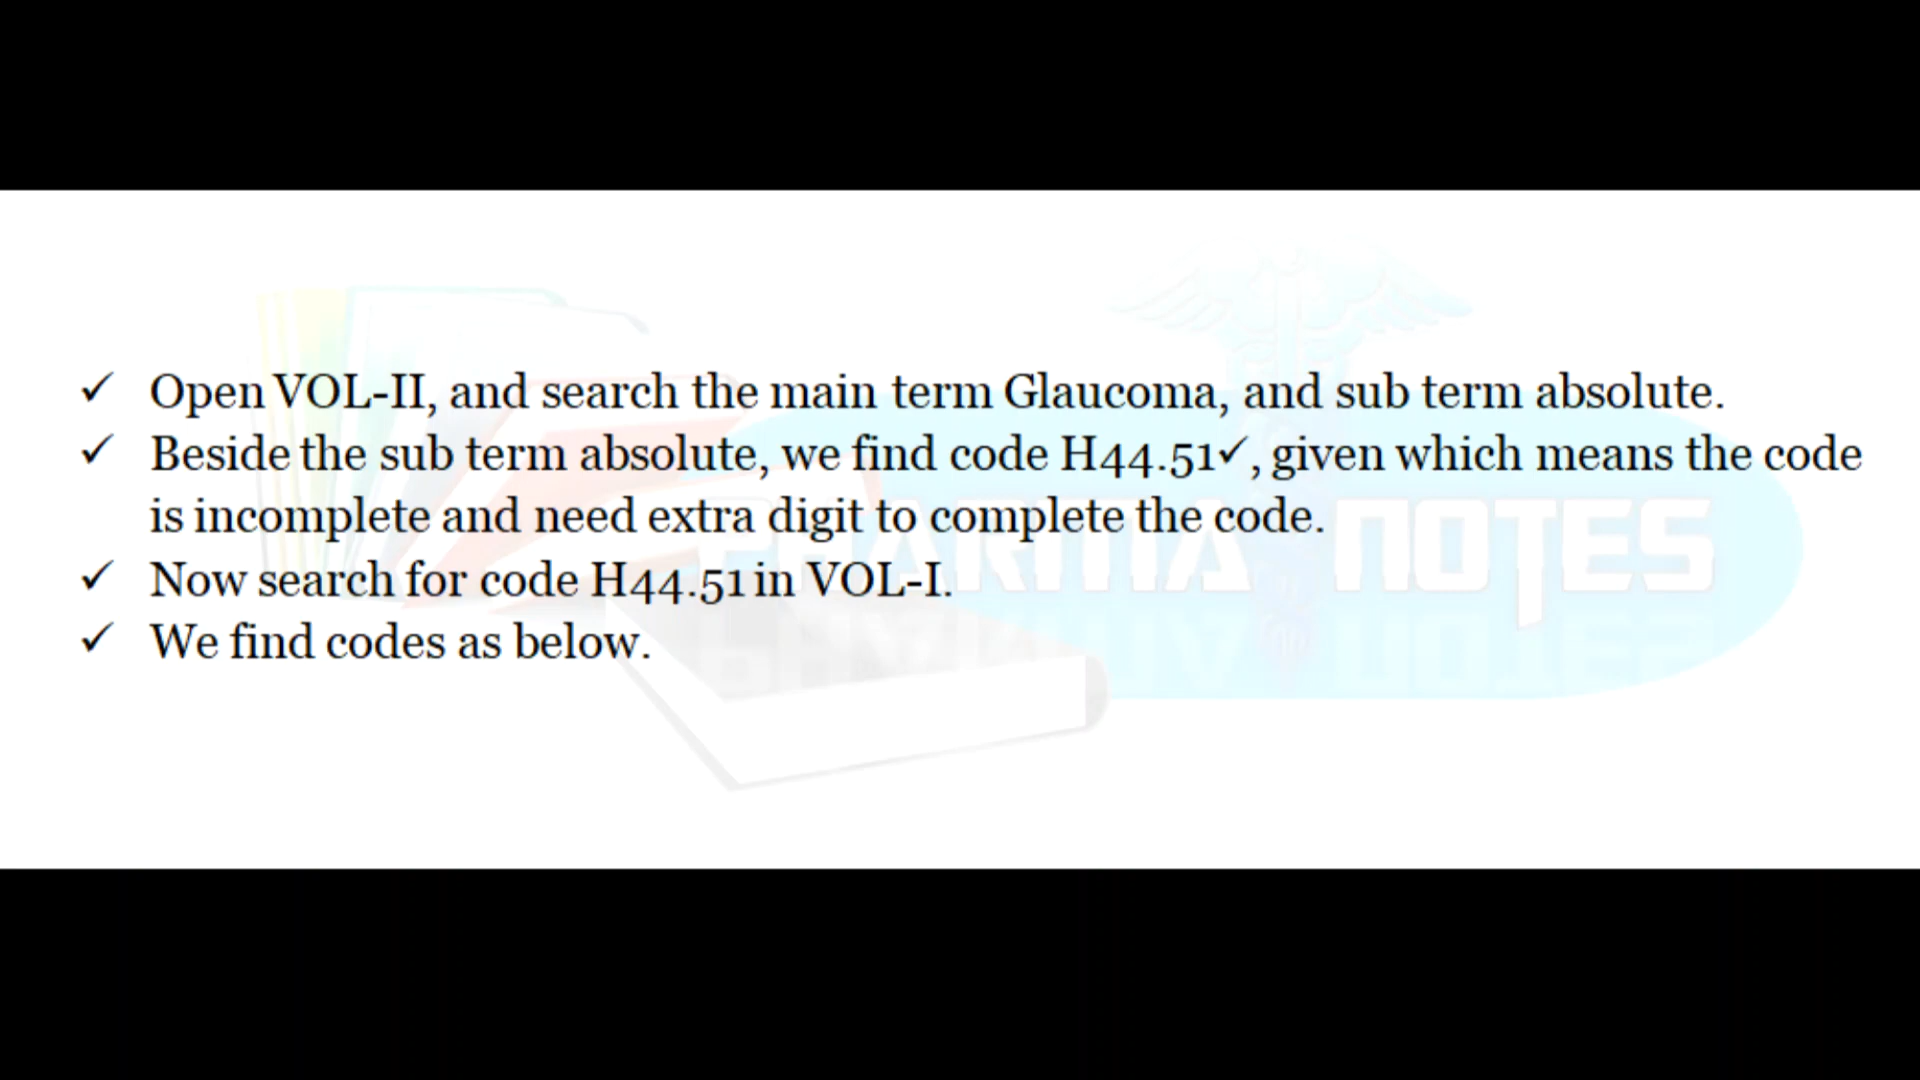 ✓ Open VOL-II, and search the main term Glaucoma, and sub term absolute.
✓ Beside the sub term absolute, we find code H44.51✓, given which means the code
is incomplete and need extra digit to complete the code.
✓ Now search for code H44.51 in VOL-I.
✓ We find codes as below.
PHARMA NOTES